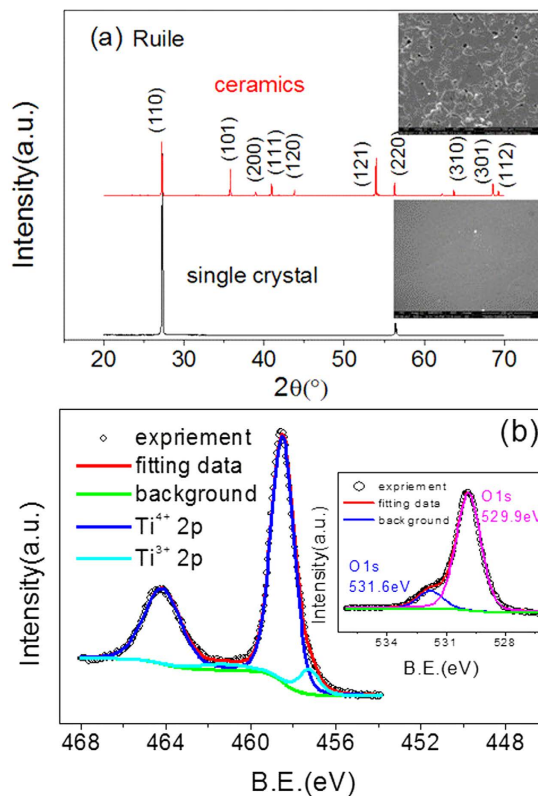 (a) Ruile
ceramics
(110)
(101)
(200)
(111)
(120)
(121)
(220)
(310)
(301)
(112)
single crystal
Intensity(a.u.)
20 30 40 50 60 70
2θ(°)
(b)
expriement
fitting data
background
Ti4+ 2p
Ti3+ 2p
expriement
fitting data
background
O1s
529.9eV
O1s
531.6eV
Intensity(a.u.)
534 531 528
B.E.(eV)
Intensity(a.u.)
468 464 460 456 452 448
B.E.(eV)